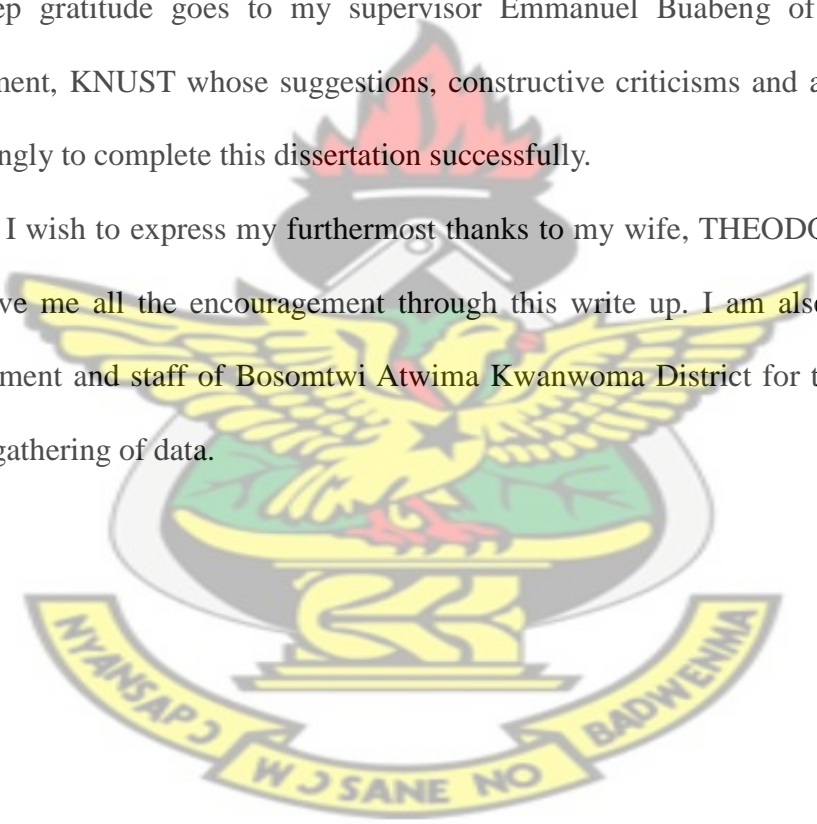 ep gratitude goes to my supervisor Emmanuel Buabeng of
ment, KNUST whose suggestions, constructive criticisms and a
ngly to complete this dissertation successfully.
I wish to express my furthermost thanks to my wife, THEODO
ve me all the encouragement through this write up. I am also
ment and staff of Bosomtwi Atwima Kwanwoma District for t
gathering of data.
NYANSAPƆ WƆSANE NO BADWENMA